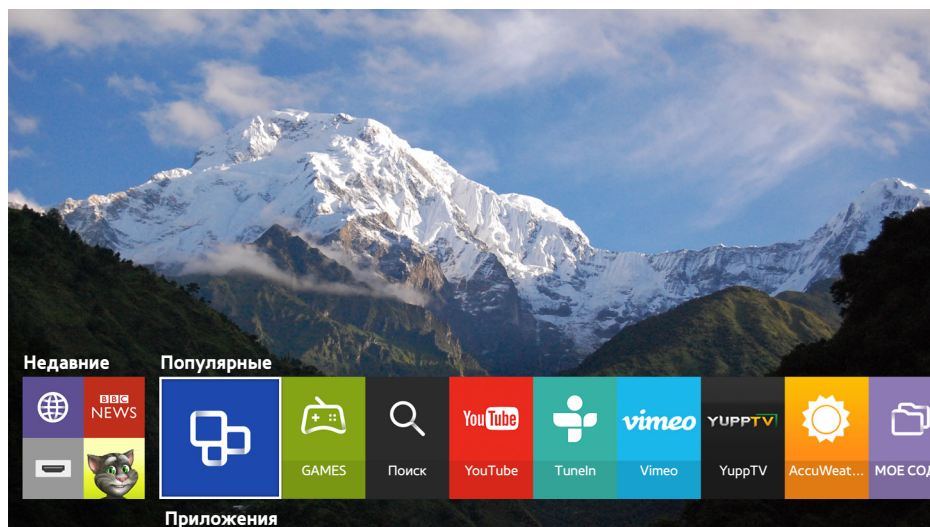 Недавние
Популярные
BBC
NEWS
GAMES
Поиск
YouTube
YouTube
TuneIn
vimeo
Vimeo
YUPPTV
YuppTV
AccuWeat...
МОЕ СОД
Приложения